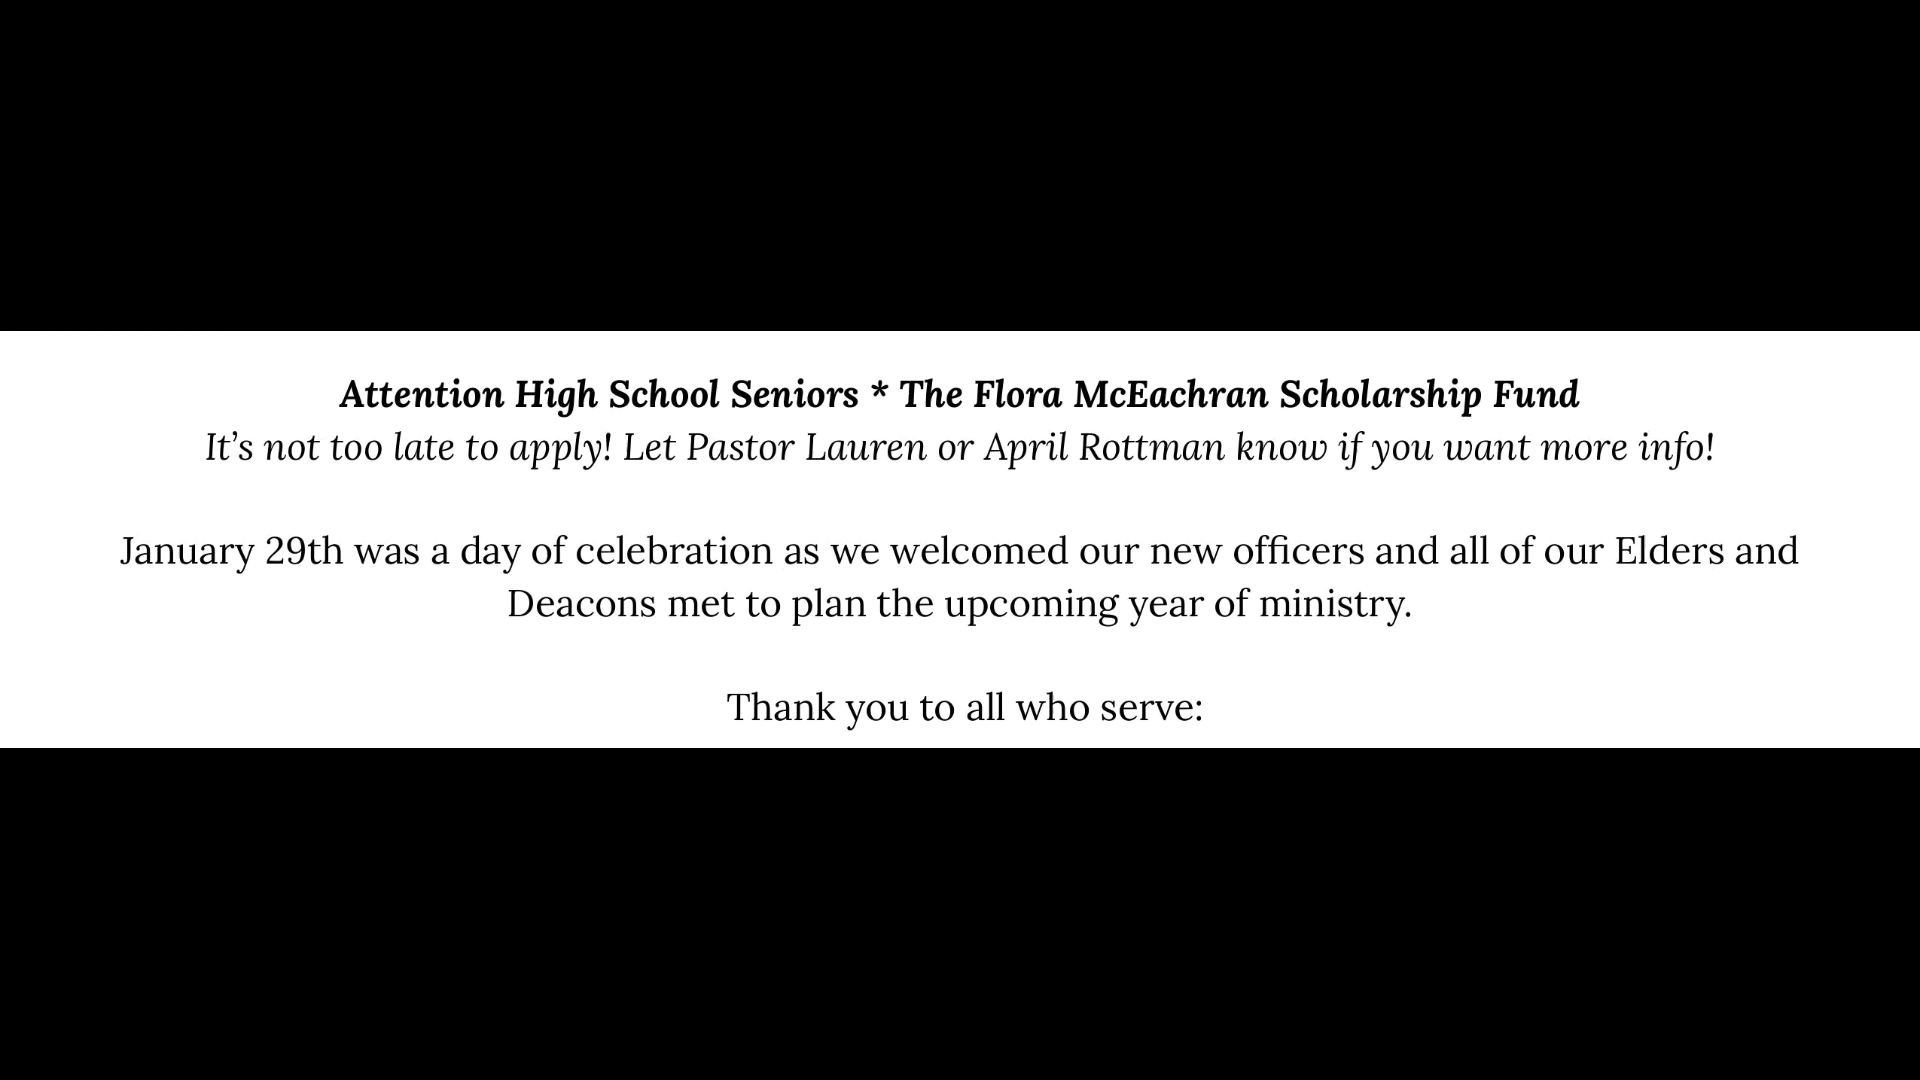 Attention High School Seniors * The Flora McEachran Scholarship Fund
It’s not too late to apply! Let Pastor Lauren or April Rottman know if you want more info!
January 29th was a day of celebration as we welcomed our new officers and all of our Elders and
Deacons met to plan the upcoming year of ministry.
Thank you to all who serve: